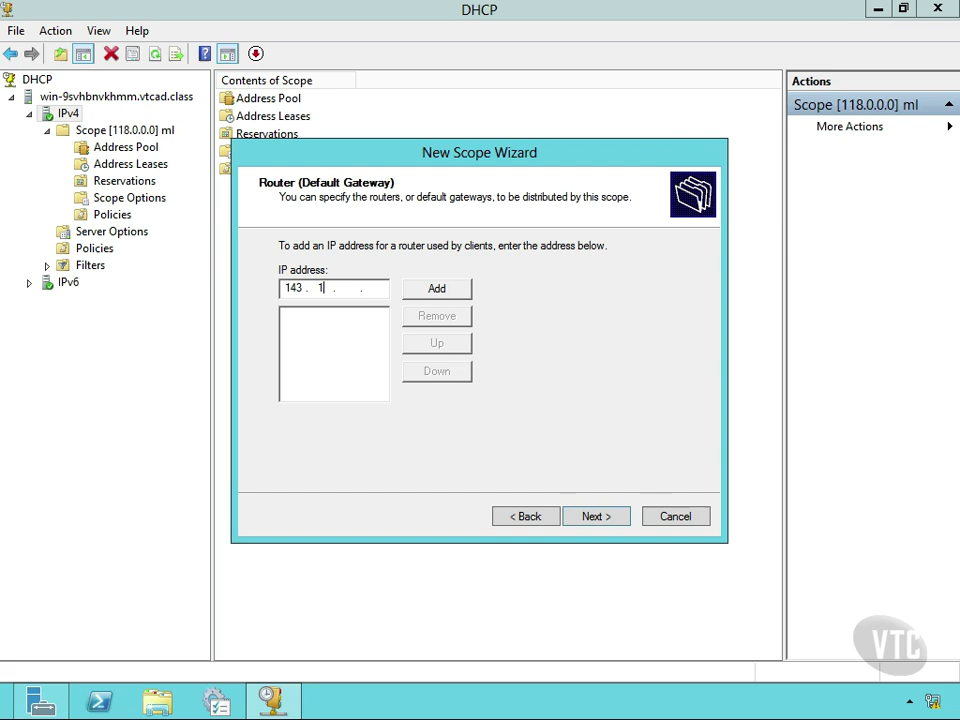 DHCP
File Action View Help
DHCP
win-9svhbnvkhmm.vtcad.class
IPv4
Scope [118.0.0.0] ml
Address Pool
Address Leases
Reservations
Scope Options
Policies
Server Options
Policies
Filters
IPv6
Contents of Scope
Address Pool
Address Leases
Reservations
New Scope Wizard
Router (Default Gateway)
You can specify the routers, or default gateways, to be distributed by this scope.
To add an IP address for a router used by clients, enter the address below.
IP address:
143 . 1 . .
Add
Remove
Up
Down
< Back
Next >
Cancel
Actions
Scope [118.0.0.0] ml
More Actions
VTC